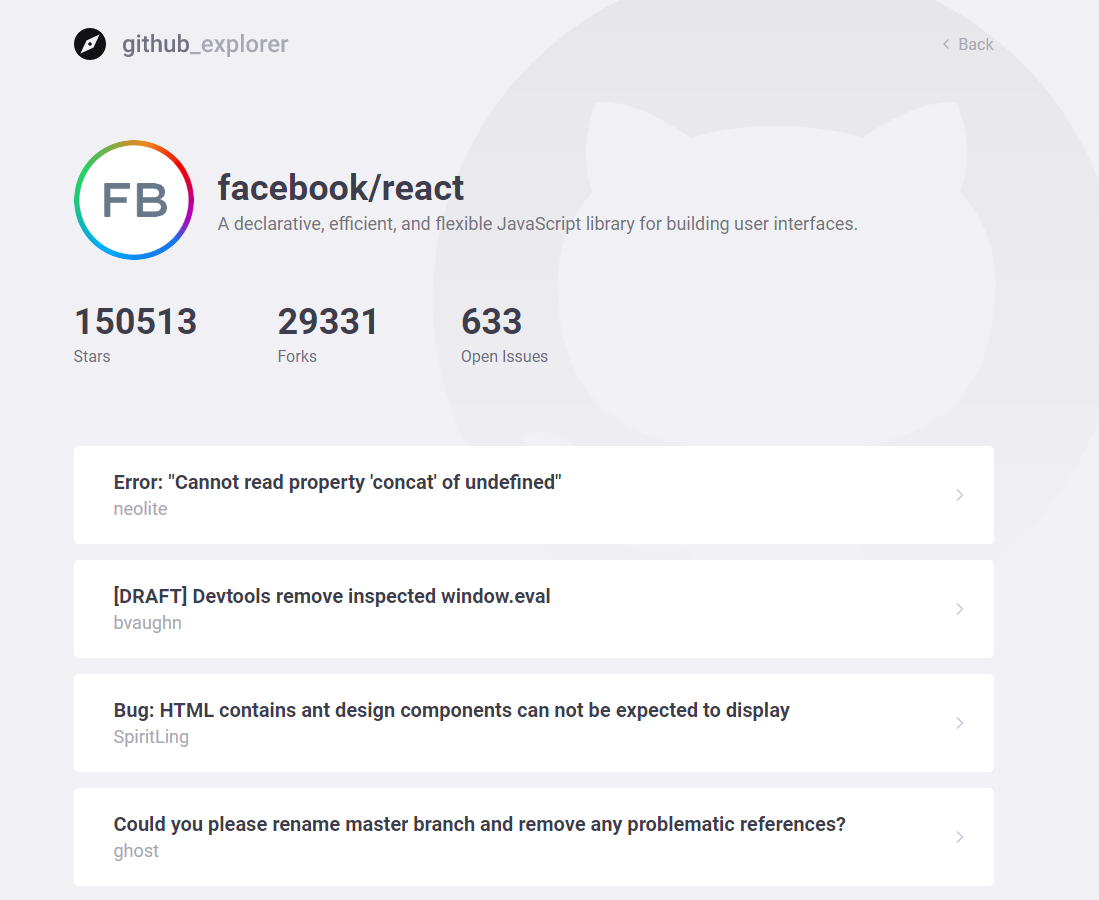 github_explorer
Back
FB
facebook/react
A declarative, efficient, and flexible JavaScript library for building user interfaces.
150513 29331 633
Stars Forks Open Issues
Error: "Cannot read property 'concat' of undefined"
neolite
[DRAFT] Devtools remove inspected window.eval
bvaughn
Bug: HTML contains ant design components can not be expected to display
SpiritLing
Could you please rename master branch and remove any problematic references?
ghost